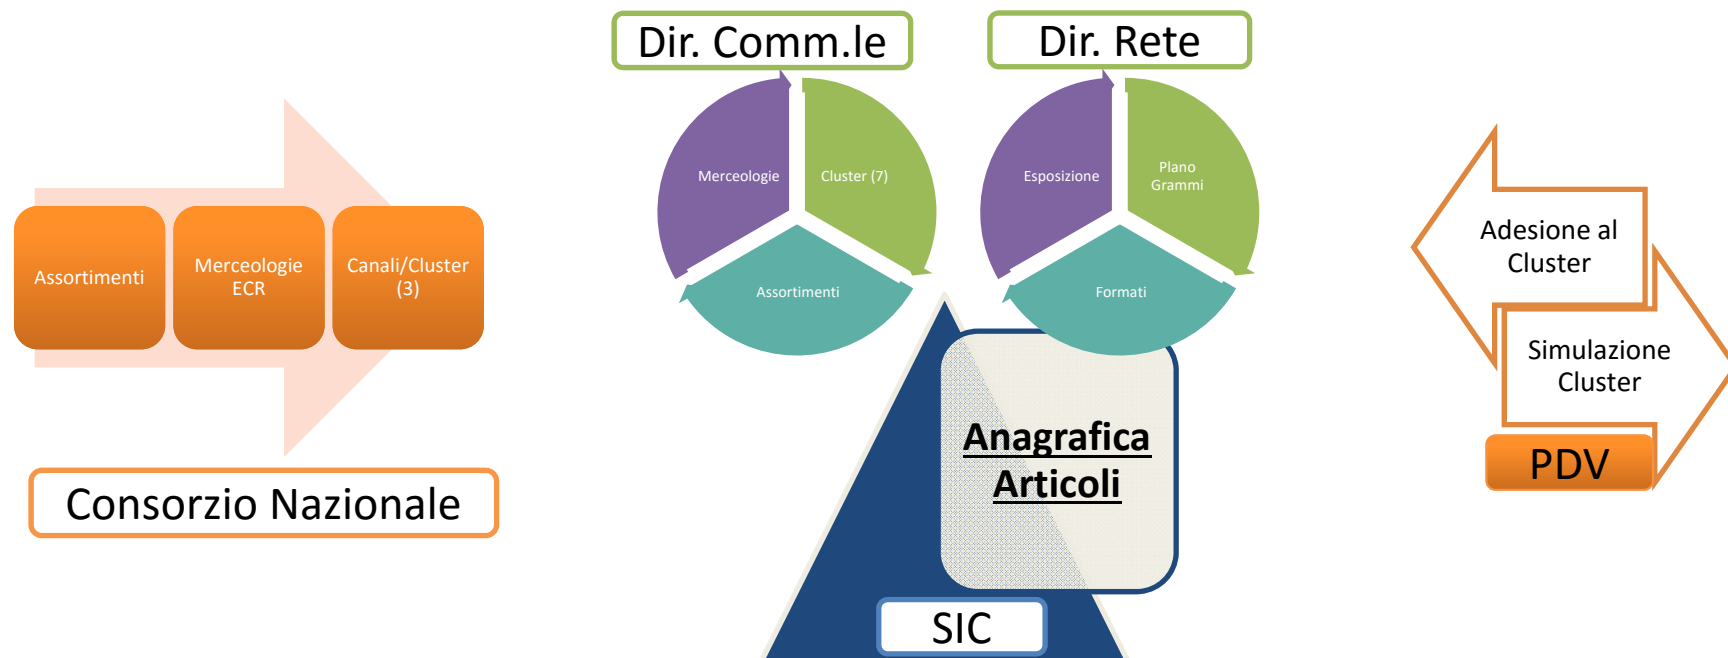 Dir. Comm.le
Dir. Rete
Merceologie
Cluster (7)
Assortimenti
Esposizione
Plano
Grammi
Formati
Assortimenti
Merceologie
ECR
Canali/Cluster
(3)
Consorzio Nazionale
Anagrafica
Articoli
SIC
Adesione al
Cluster
Simulazione
Cluster
PDV